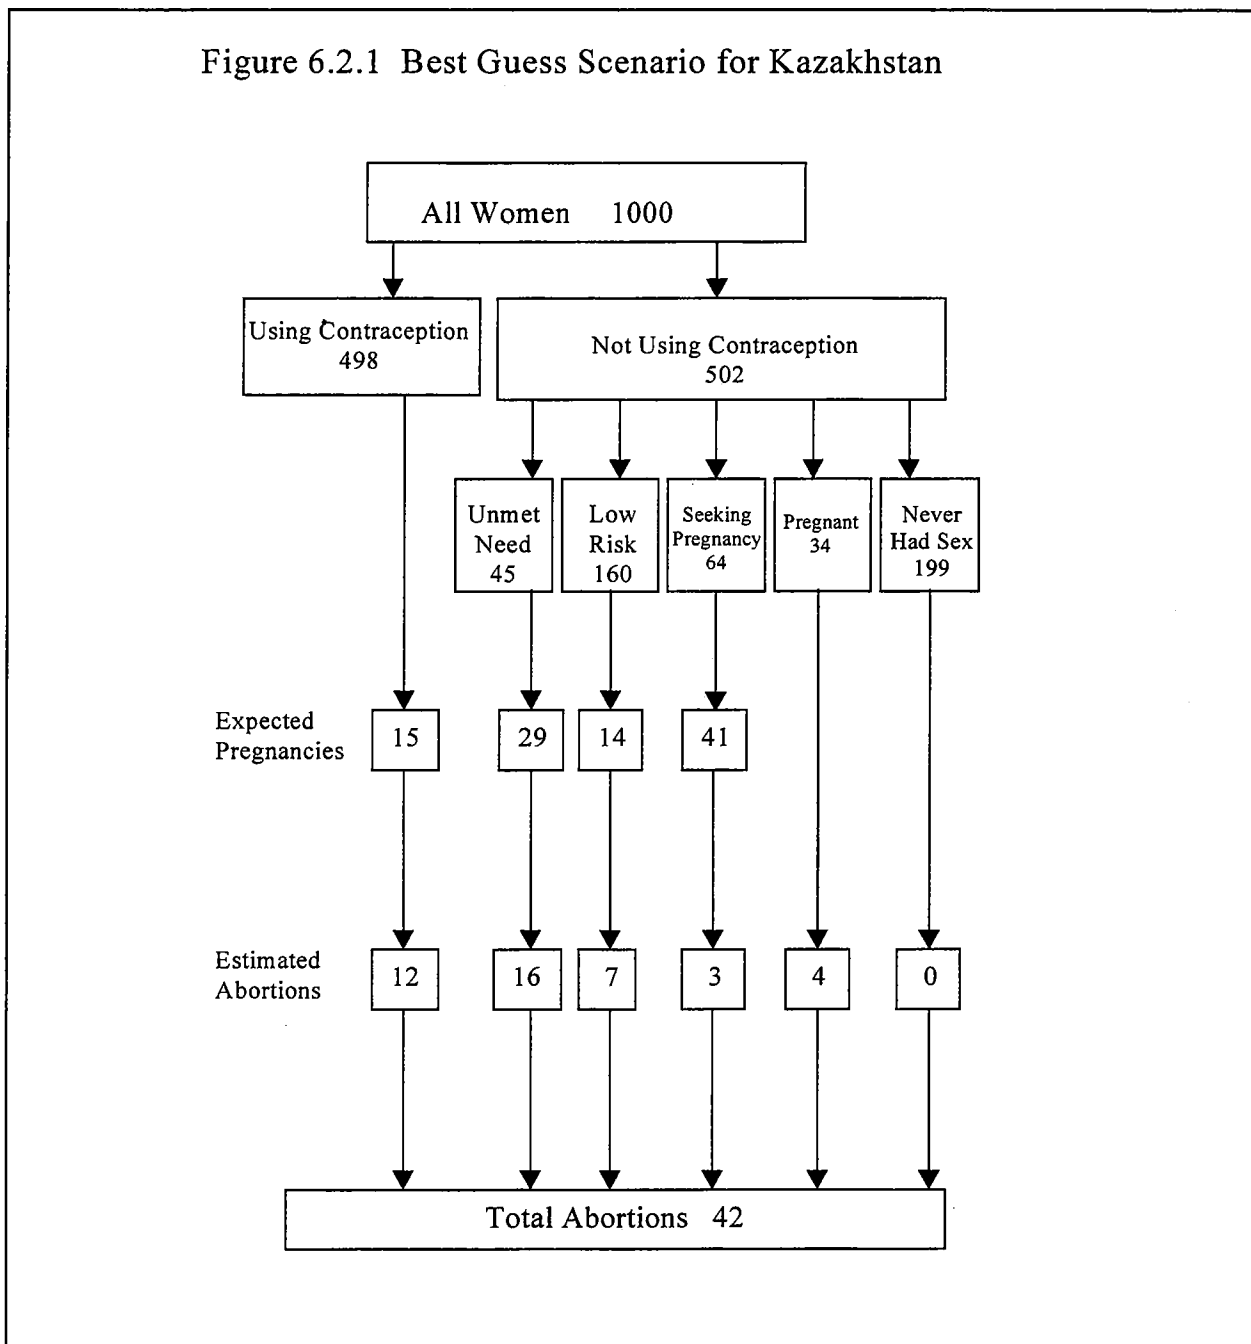 Figure 6.2.1 Best Guess Scenario for Kazakhstan
All Women 1000
Using Contraception
498
Not Using Contraception
502
Unmet
Need
45
Low
Risk
160
Seeking
Pregnancy
64
Pregnant
34
Never
Had Sex
199
Expected
Pregnancies
15
29
14
41
Estimated
Abortions
12
16
7
3
4
0
Total Abortions 42